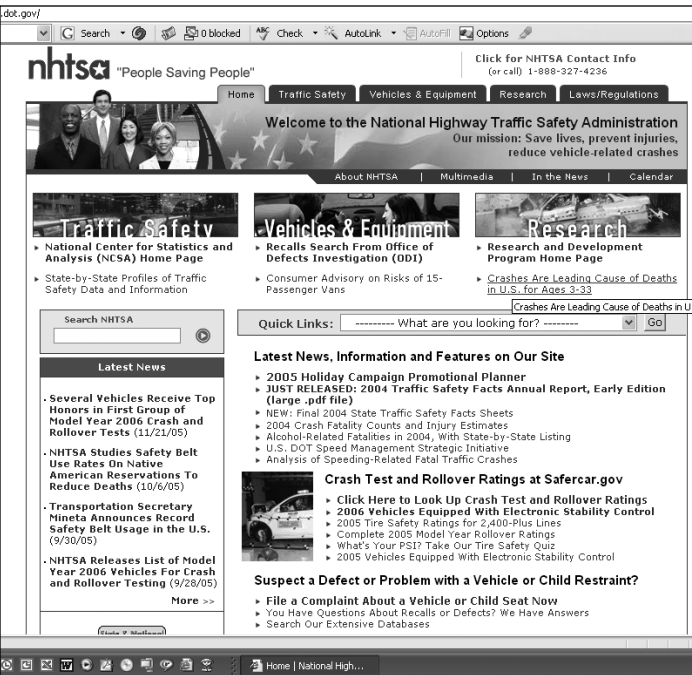 .dot.gov/
Search 0 blocked ABC Check AutoLink AutoFill Options
nhtsa "People Saving People"
Click for NHTSA Contact Info
(or call) 1-888-327-4236
Home Traffic Safety Vehicles & Equipment Research Laws/Regulations
Welcome to the National Highway Traffic Safety Administration
Our mission: Save lives, prevent injuries,
reduce vehicle-related crashes
About NHTSA | Multimedia | In the News | Calendar
Traffic Safety
National Center for Statistics and
Analysis (NCSA) Home Page
State-by-State Profiles of Traffic
Safety Data and Information
Vehicles & Equipment
Recalls Search From Office of
Defects Investigation (ODI)
Consumer Advisory on Risks of 15-
Passenger Vans
Research
Research and Development
Program Home Page
Crashes Are Leading Cause of Deaths
in U.S. for Ages 3-33
Crashes Are Leading Cause of Deaths in U
Search NHTSA
Quick Links: --------- What are you looking for? -------- Go
Latest News
Several Vehicles Receive Top
Honors in First Group of
Model Year 2006 Crash and
Rollover Tests (11/21/05)
NHTSA Studies Safety Belt
Use Rates On Native
American Reservations To
Reduce Deaths (10/6/05)
Transportation Secretary
Mineta Announces Record
Safety Belt Usage in the U.S.
(9/30/05)
NHTSA Releases List of Model
Year 2006 Vehicles For Crash
and Rollover Testing (9/28/05)
More >>
State & National
Latest News, Information and Features on Our Site
2005 Holiday Campaign Promotional Planner
JUST RELEASED: 2004 Traffic Safety Facts Annual Report, Early Edition
(large .pdf file)
NEW: Final 2004 State Traffic Safety Facts Sheets
2004 Crash Fatality Counts and Injury Estimates
Alcohol-Related Fatalities in 2004, With State-by-State Listing
U.S. DOT Speed Management Strategic Initiative
Analysis of Speeding-Related Fatal Traffic Crashes
Crash Test and Rollover Ratings at Safercar.gov
Click Here to Look Up Crash Test and Rollover Ratings
2006 Vehicles Equipped With Electronic Stability Control
2005 Tire Safety Ratings for 2,400-Plus Lines
Complete 2005 Model Year Rollover Ratings
What's Your PSI? Take Our Tire Safety Quiz
2005 Vehicles Equipped With Electronic Stability Control
Suspect a Defect or Problem with a Vehicle or Child Restraint?
File a Complaint About a Vehicle or Child Seat Now
You Have Questions About Recalls or Defects? We Have Answers
Search Our Extensive Databases
Home | National High...